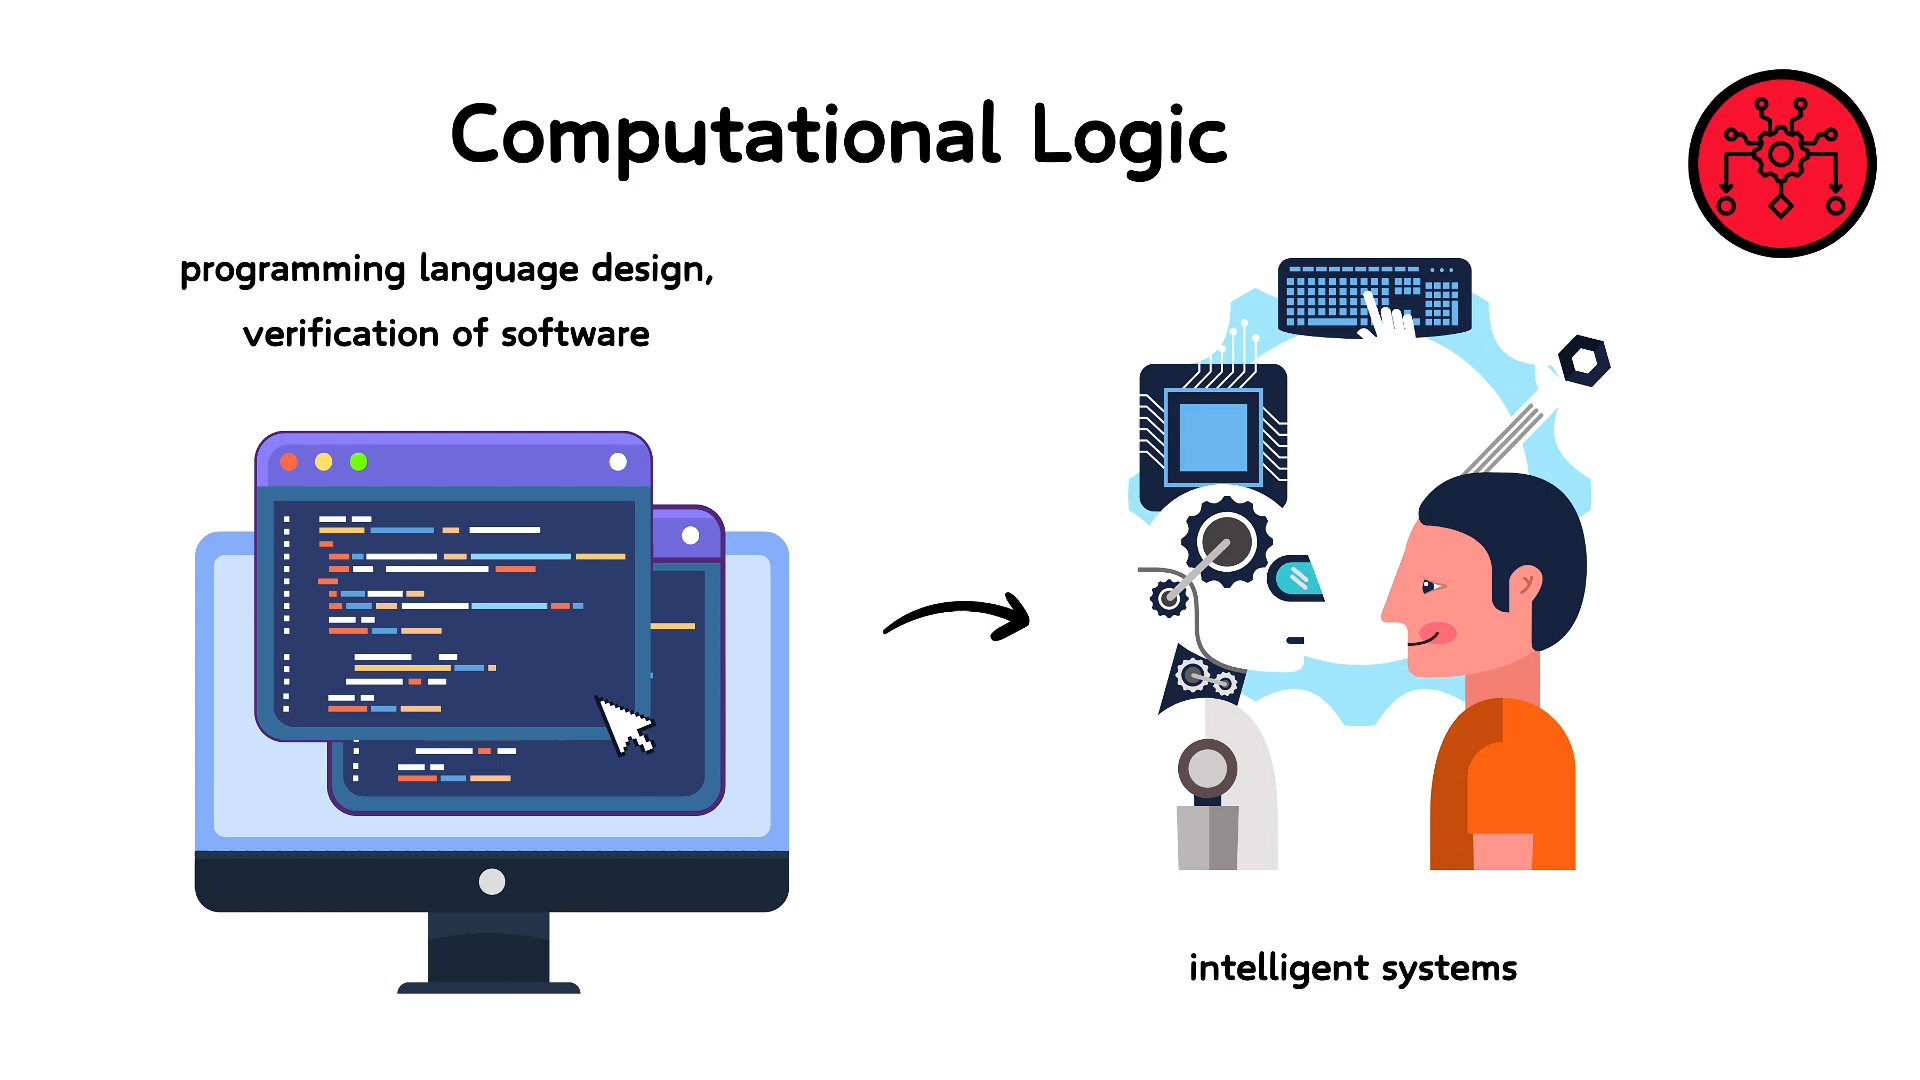 Computational Logic
programming language design,
verification of software
intelligent systems